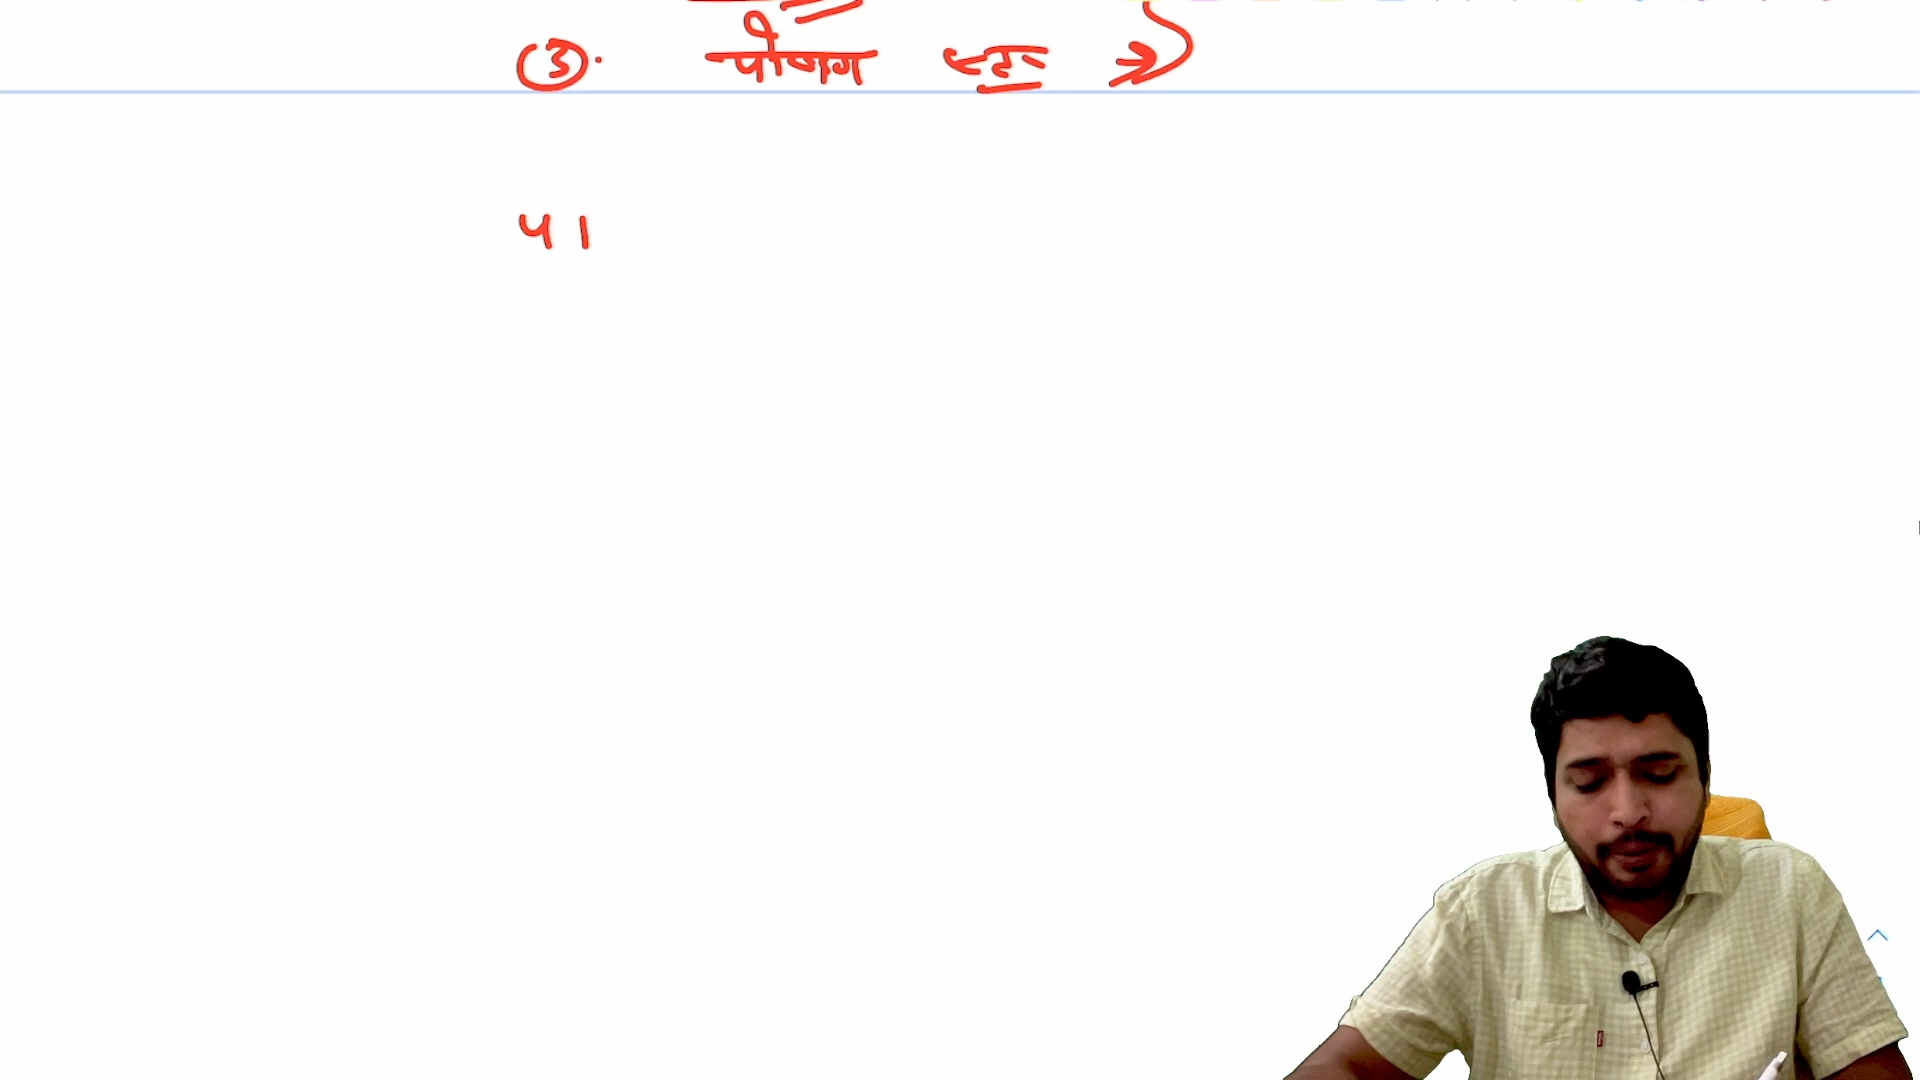 ③. पोषण स्तर →
पा